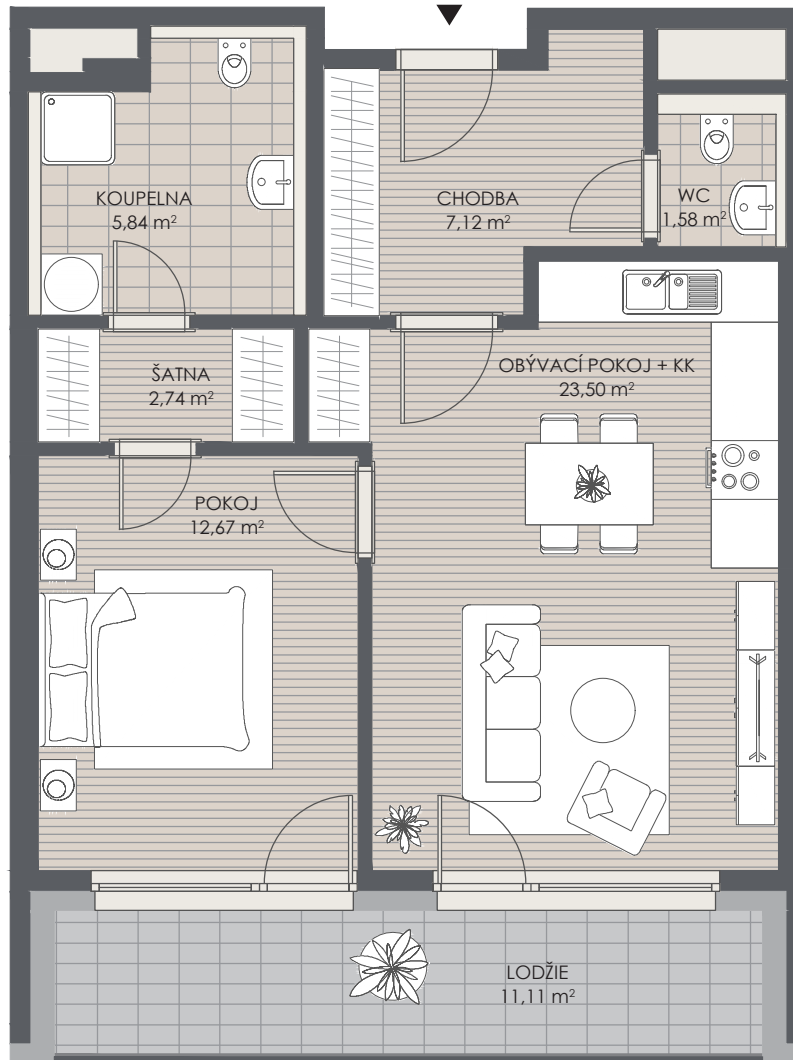 KOUPELNA
5,84 m²
CHODBA
7,12 m²
WC
1,58 m²
ŠATNA
2,74 m²
OBÝVACÍ POKOJ + KK
23,50 m²
POKOJ
12,67 m²
LODŽIE
11,11 m²